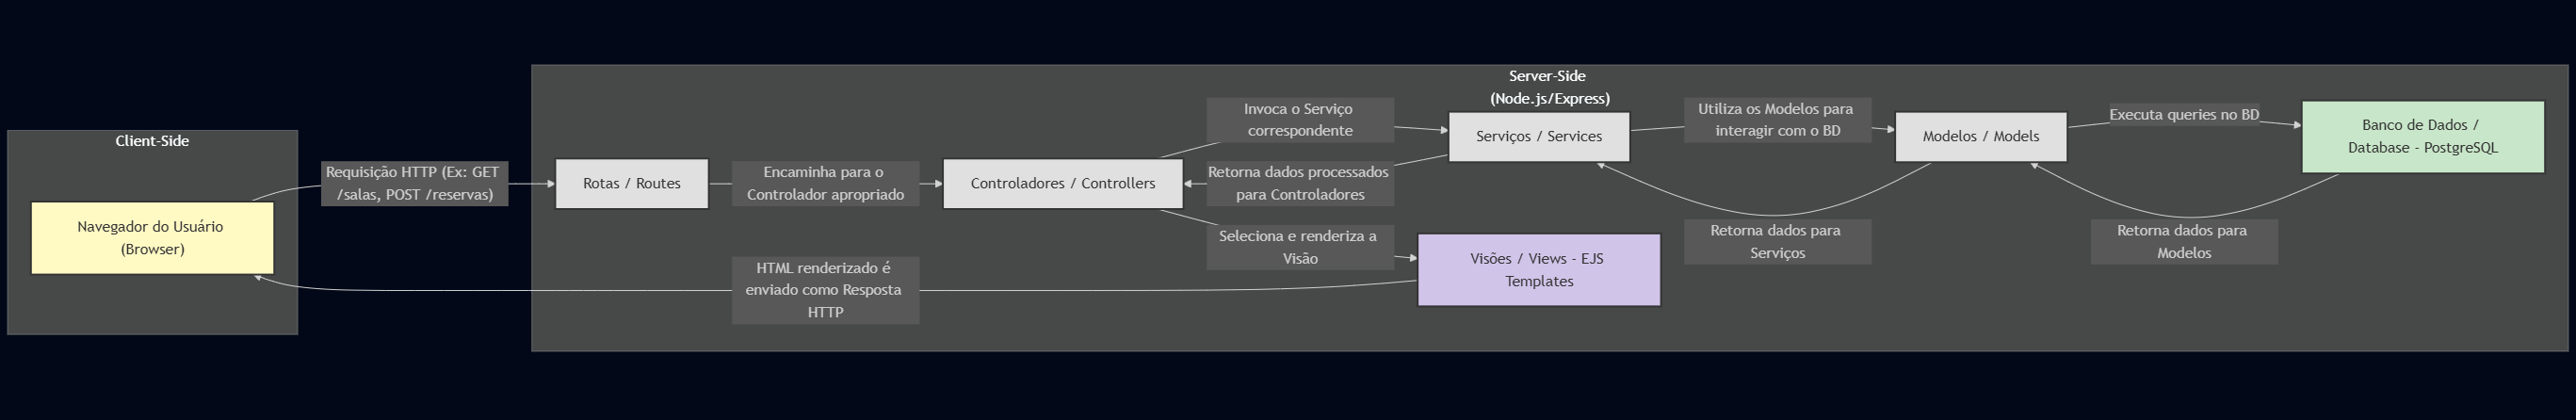 Client-Side
Navegador do Usuário
(Browser)
Requisição HTTP (Ex: GET
/salas, POST /reservas)
Server-Side
(Node.js/Express)
Rotas / Routes
Encaminha para o
Controlador apropriado
Controladores / Controllers
Invoca o Serviço
correspondente
Retorna dados processados
para Controladores
Seleciona e renderiza a
Visão
HTML renderizado é
enviado como Resposta
HTTP
Serviços / Services
Visões / Views - EJS
Templates
Utiliza os Modelos para
interagir com o BD
Retorna dados para
Serviços
Modelos / Models
Executa queries no BD
Retorna dados para
Modelos
Banco de Dados /
Database - PostgreSQL